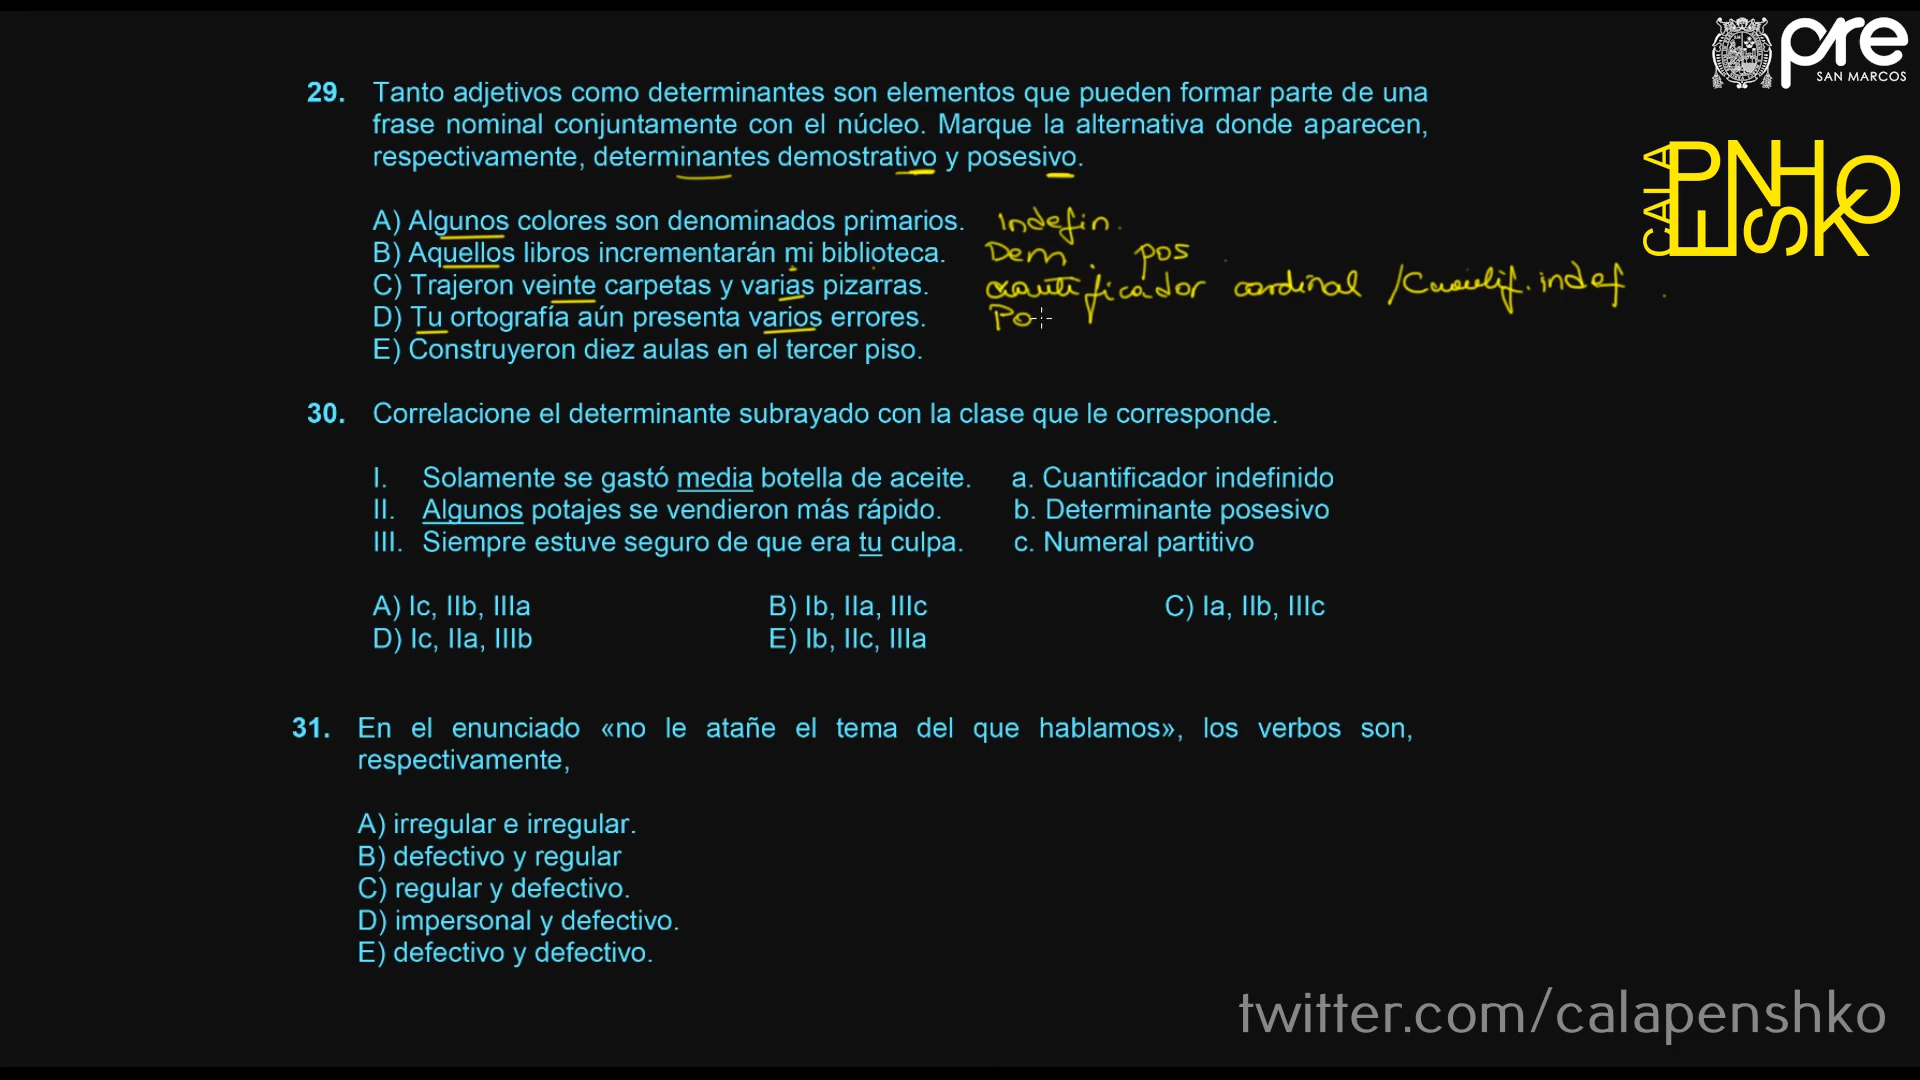 pre
SAN MARCOS
CALA
PENSHKO
29. Tanto adjetivos como determinantes son elementos que pueden formar parte de una
frase nominal conjuntamente con el núcleo. Marque la alternativa donde aparecen,
respectivamente, determinantes demostrativo y posesivo.
A) Algunos colores son denominados primarios. Indefin.
B) Aquellos libros incrementarán mi biblioteca. Dem. pos
C) Trajeron veinte carpetas y varias pizarras. cardinal / indef
D) Tu ortografía aún presenta varios errores. Po
E) Construyeron diez aulas en el tercer piso.
30. Correlacione el determinante subrayado con la clase que le corresponde.
I. Solamente se gastó media botella de aceite. a. Cuantificador indefinido
II. Algunos potajes se vendieron más rápido. b. Determinante posesivo
III. Siempre estuve seguro de que era tu culpa. c. Numeral partitivo
A) Ic, IIb, IIIa B) Ib, IIa, IIIc C) Ia, IIb, IIIc
D) Ic, IIa, IIIb E) Ib, IIc, IIIa
31. En el enunciado «no le atañe el tema del que hablamos», los verbos son,
respectivamente,
A) irregular e irregular.
B) defectivo y regular
C) regular y defectivo.
D) impersonal y defectivo.
E) defectivo y defectivo.
twitter.com/calapenshko